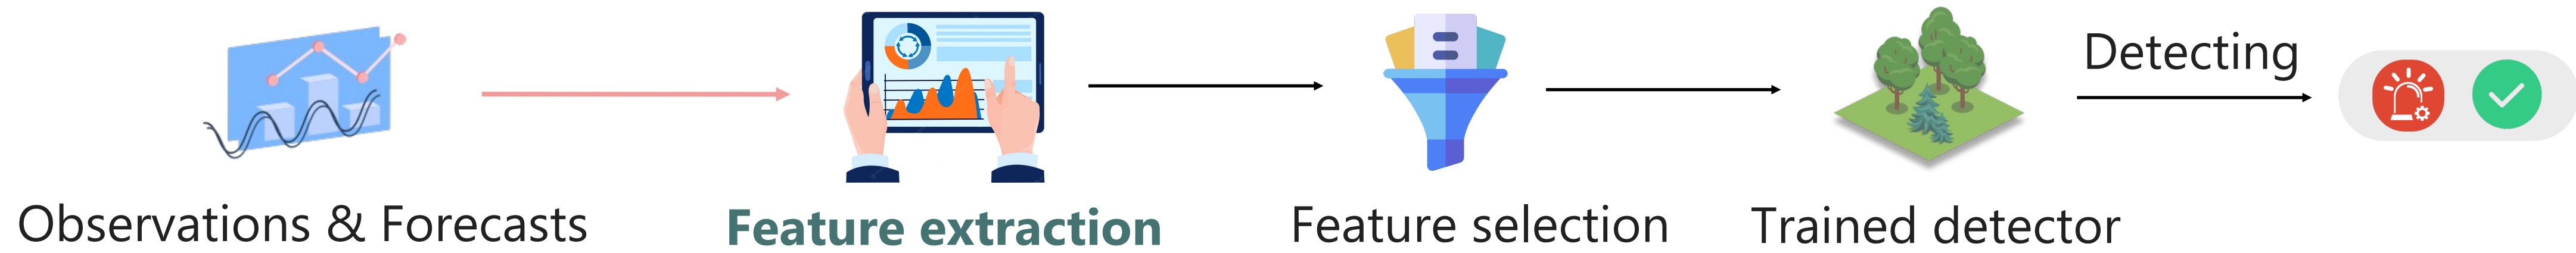 Detecting
Observations & Forecasts
Feature extraction
Feature selection
Trained detector